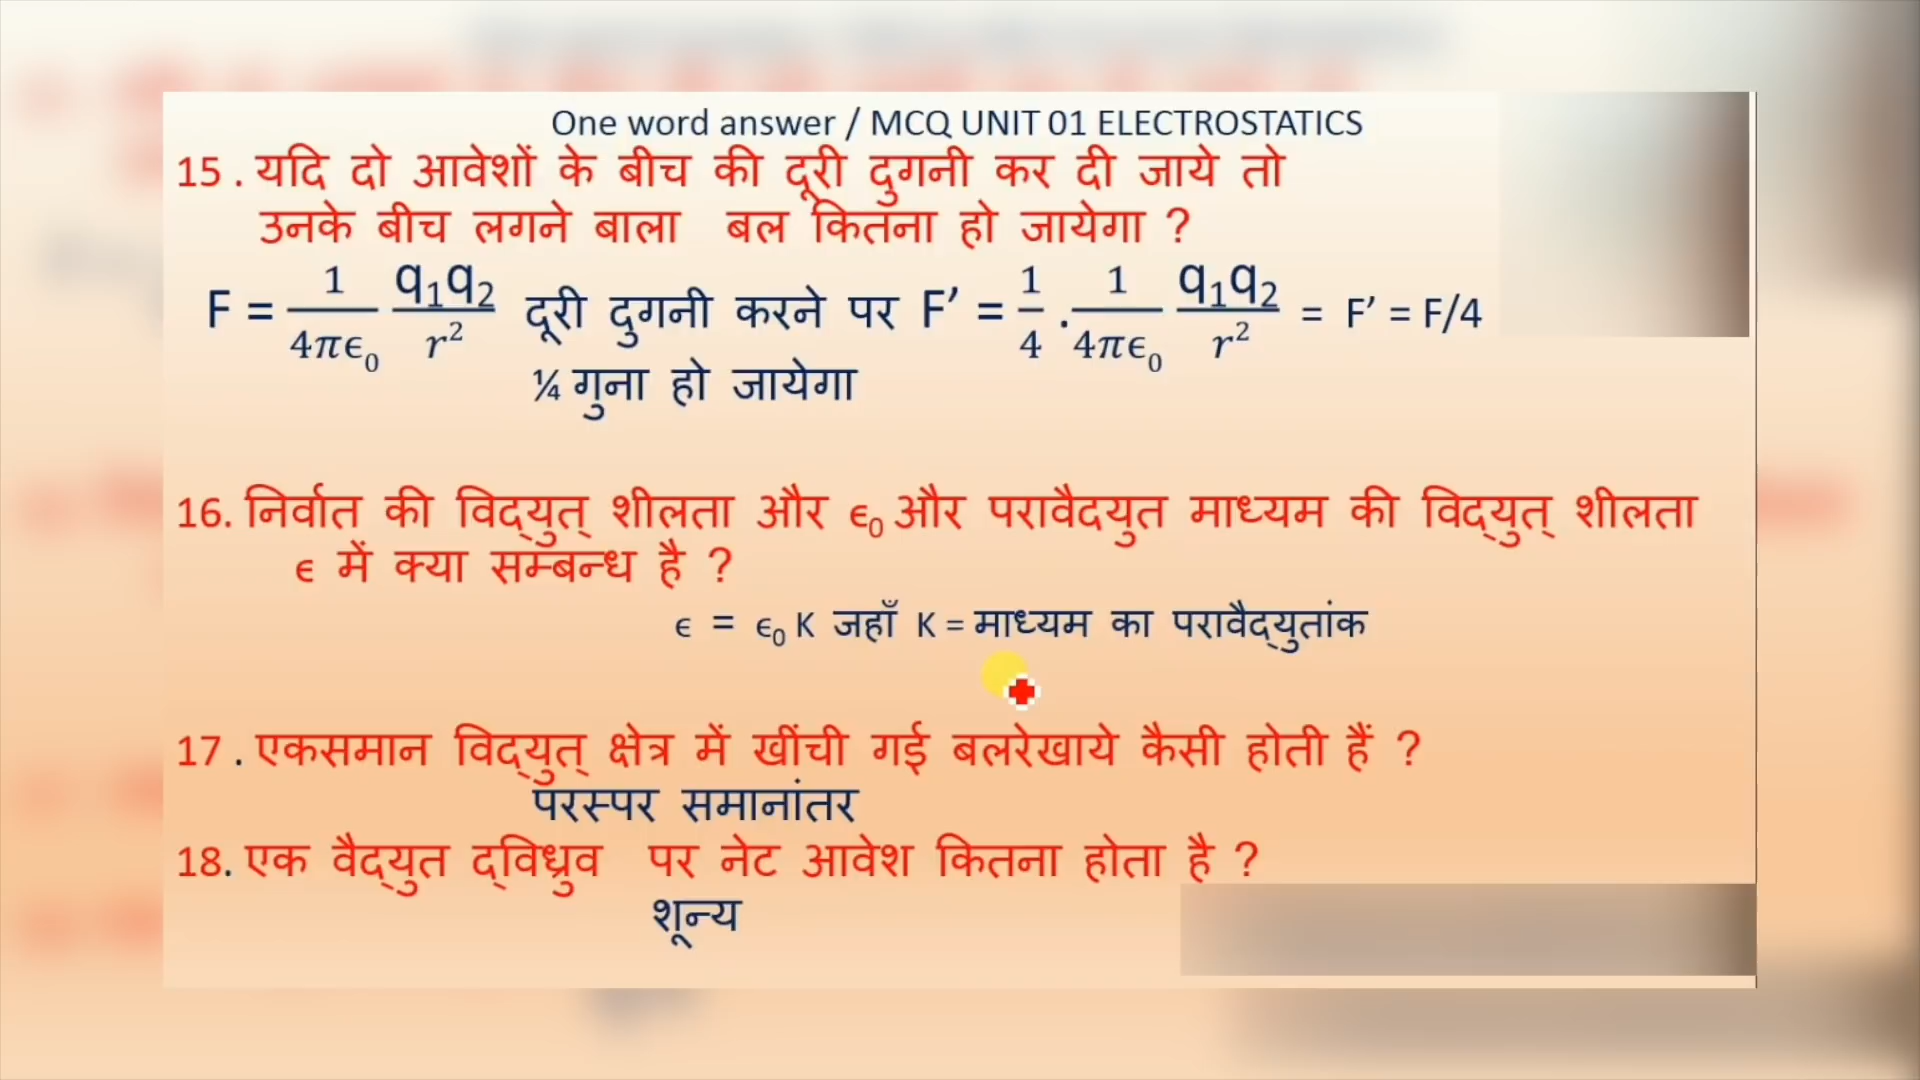 One word answer / MCQ UNIT 01 ELECTROSTATICS
15 . यदि दो आवेशों के बीच की दूरी दुगनी कर दी जाये तो
उनके बीच लगने बाला बल कितना हो जायेगा ?
F = 1/4πϵ₀ q₁q₂/r² दूरी दुगनी करने पर F’ = 1/4 . 1/4πϵ₀ q₁q₂/r² = F’ = F/4
¼ गुना हो जायेगा
16. निर्वात की विद्युत् शीलता और ϵ₀ और परावैदयुत माध्यम की विद्युत् शीलता
ϵ में क्या सम्बन्ध है ?
ϵ = ϵ₀ K जहाँ K = माध्यम का परावैद्युतांक
17 . एकसमान विद्युत् क्षेत्र में खींची गई बलरेखाये कैसी होती हैं ?
परस्पर समानांतर
18. एक वैद्युत द्विध्रुव पर नेट आवेश कितना होता है ?
शून्य